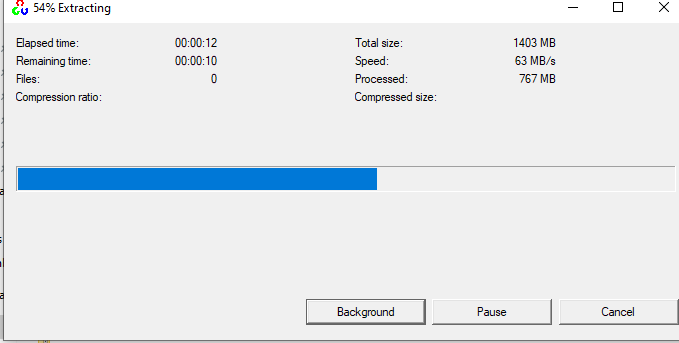 54% Extracting
Elapsed time: 00:00:12 Total size: 1403 MB
Remaining time: 00:00:10 Speed: 63 MB/s
Files: 0 Processed: 767 MB
Compression ratio: Compressed size:
Background Pause Cancel